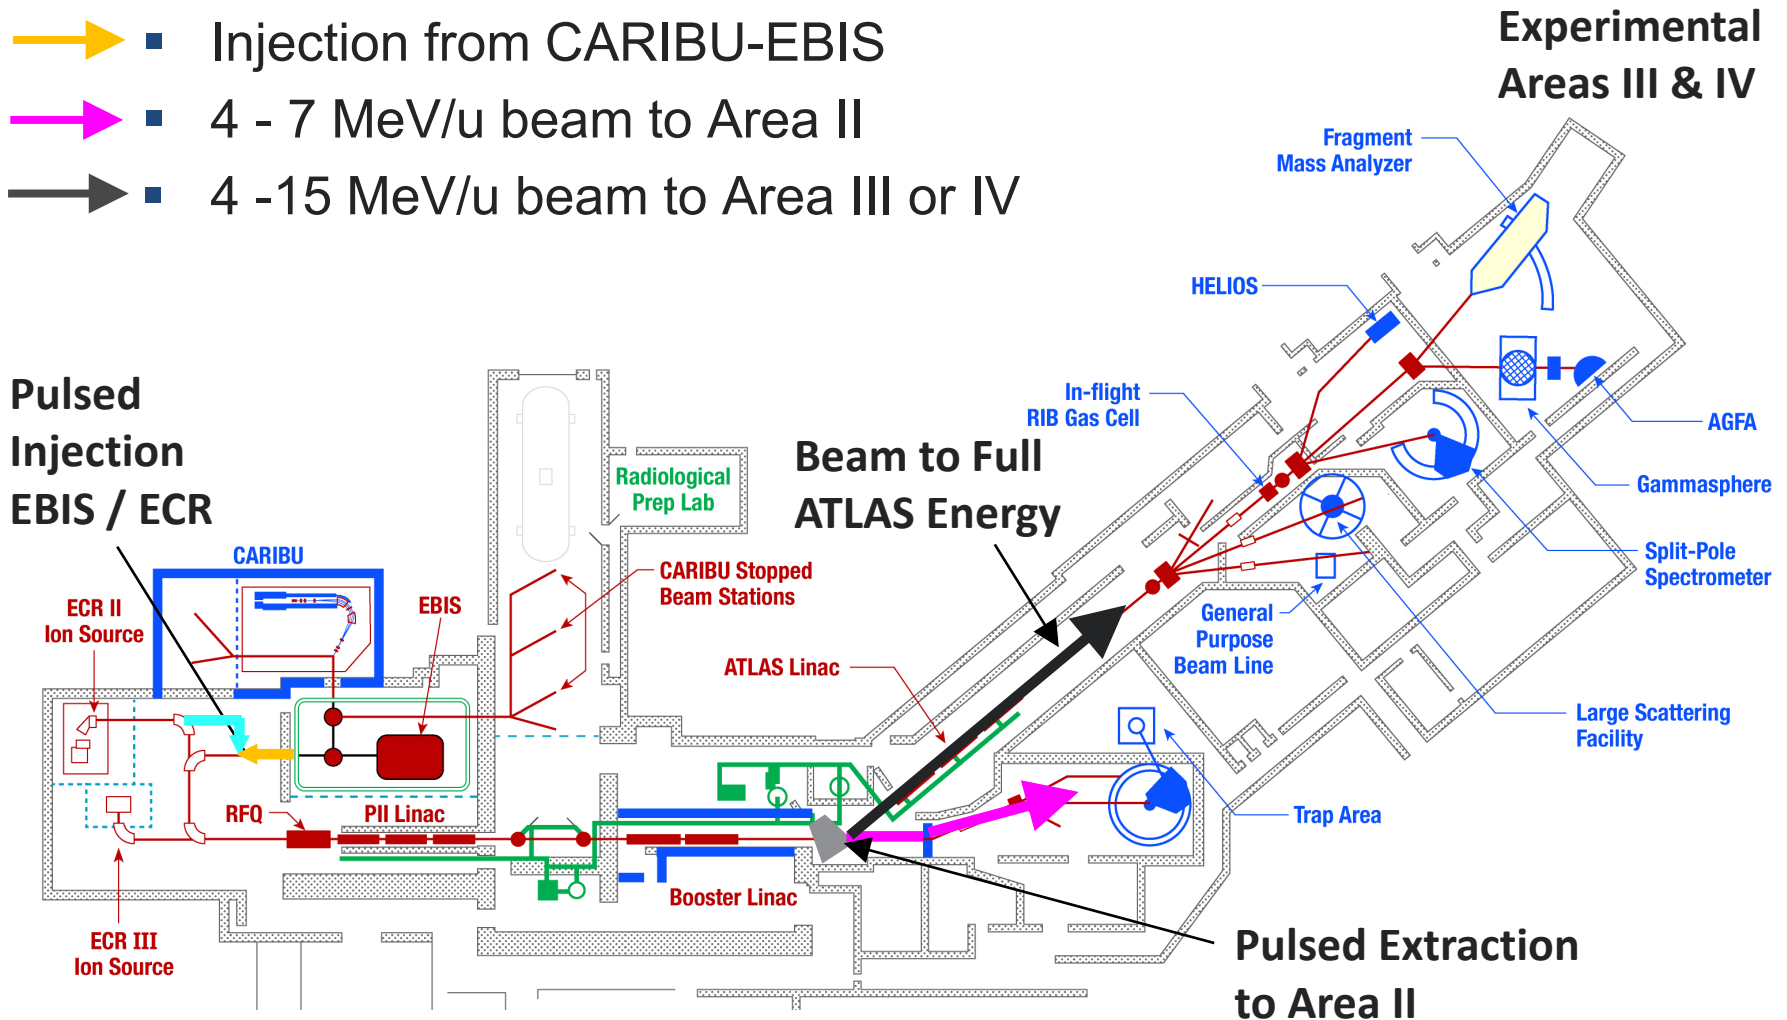 Injection from CARIBU-EBIS
4 - 7 MeV/u beam to Area II
4 -15 MeV/u beam to Area III or IV
Experimental
Areas III & IV
Fragment
Mass Analyzer
HELIOS
In-flight
RIB Gas Cell
AGFA
Gammasphere
Split-Pole
Spectrometer
Pulsed
Injection
EBIS / ECR
Radiological
Prep Lab
Beam to Full
ATLAS Energy
CARIBU
CARIBU Stopped
Beam Stations
ECR II
Ion Source
EBIS
General
Purpose
Beam Line
ATLAS Linac
Large Scattering
Facility
RFQ
PII Linac
Trap Area
Booster Linac
ECR III
Ion Source
Pulsed Extraction
to Area II